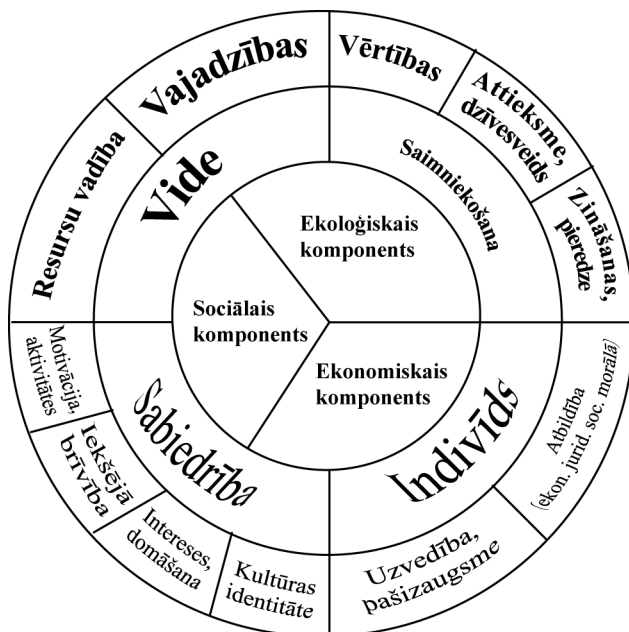 Vajadzības
Vērtības
Attieksme,
dzīvesveids
Zināšanas,
pieredze
Resursu vadība
Vide
Saimniekošana
Ekoloģiskais
komponents
Sociālais
komponents
Ekonomiskais
komponents
Motivācija,
aktivitātes
Iekšējā
brīvība
Intereses,
domāšana
Kultūras
identitāte
Sabiedrība
Indivīds
Atbildība
(ekon. jurid. soc. morālā)
Uzvedība,
pašizaugsme